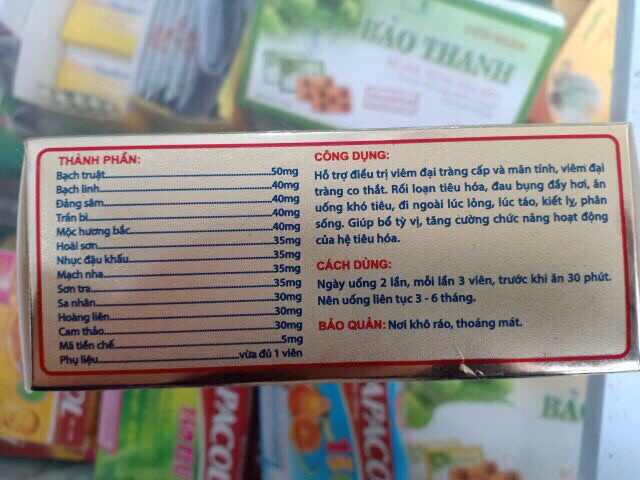 BẢO THANH
THÀNH PHẦN:
Bạch truật 50mg
Bạch linh 40mg
Đảng sâm 40mg
Trần bì 40mg
Mộc hương bắc 40mg
Hoài sơn 35mg
Nhục đậu khấu 35mg
Mạch nha 35mg
Sơn tra 35mg
Sa nhân 30mg
Hoàng liên 30mg
Cam thảo 30mg
Mã tiền chế 5mg
Phụ liệu vừa đủ 1 viên
CÔNG DỤNG:
Hỗ trợ điều trị viêm đại tràng cấp và mãn tính, viêm đại
tràng co thắt. Rối loạn tiêu hóa, đau bụng đầy hơi, ăn
uống khó tiêu, đi ngoài lúc lỏng, lúc táo, kiết lỵ, phân
sống. Giúp bổ tỳ vị, tăng cường chức năng hoạt động
của hệ tiêu hóa.
CÁCH DÙNG:
Ngày uống 2 lần, mỗi lần 3 viên, trước khi ăn 30 phút.
Nên uống liên tục 3 - 6 tháng.
BẢO QUẢN: Nơi khô ráo, thoáng mát.